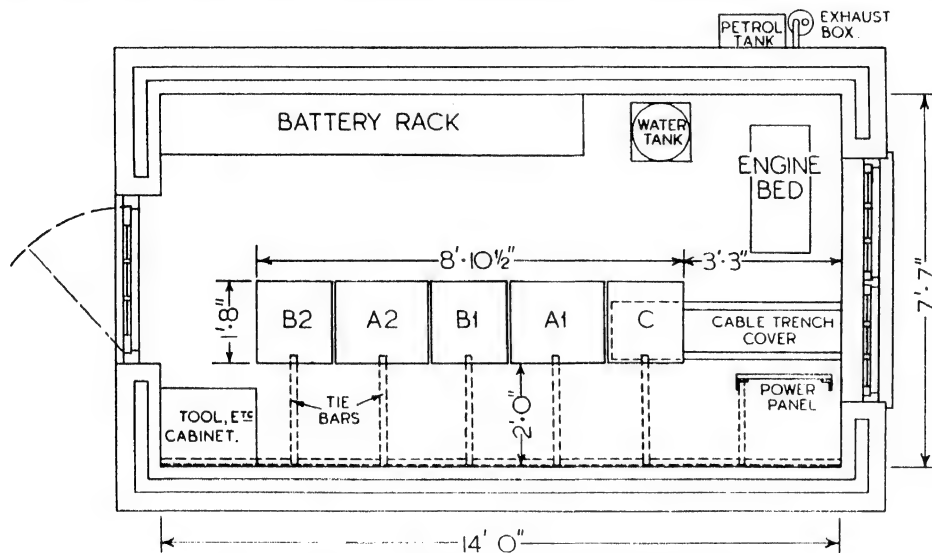 PETROL
TANK
EXHAUST
BOX.
BATTERY RACK
WATER
TANK
ENGINE
BED
8'·10½"
3'·3"
7'·7"
1'·8"
B2
A2
B1
A1
C
CABLE TRENCH
COVER
TIE
BARS
2'·0"
POWER
PANEL
TOOL, ETC
CABINET.
14' 0"